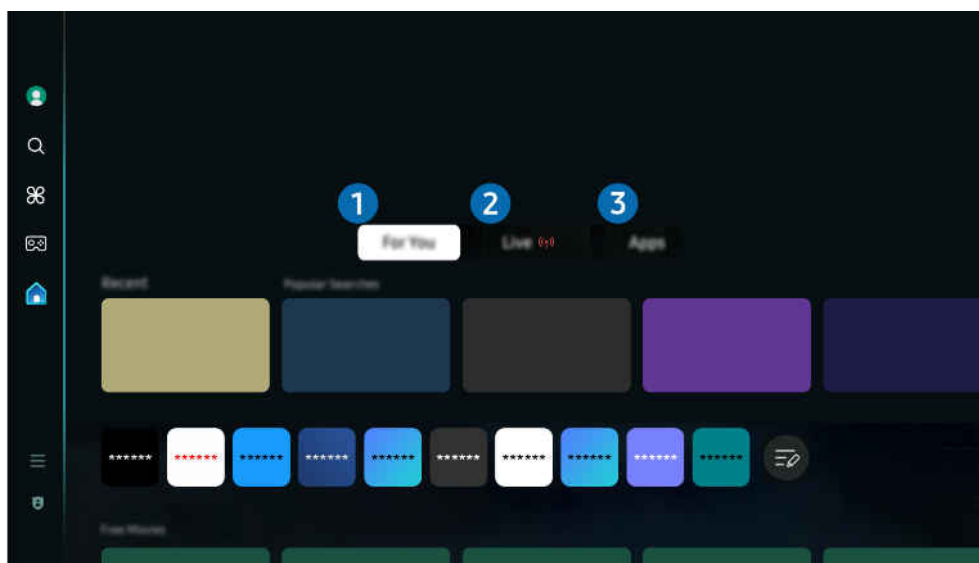 1 2 3
For You Live Apps
Recent Popular Searches
****** ****** ****** ****** ****** ****** ****** ****** ****** ******
Free Movies